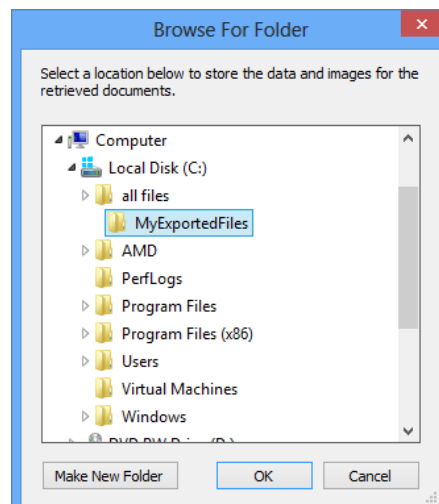 Browse For Folder
Select a location below to store the data and images for the
retrieved documents.
Computer
Local Disk (C:)
all files
MyExportedFiles
AMD
PerfLogs
Program Files
Program Files (x86)
Users
Virtual Machines
Windows
Make New Folder
OK
Cancel